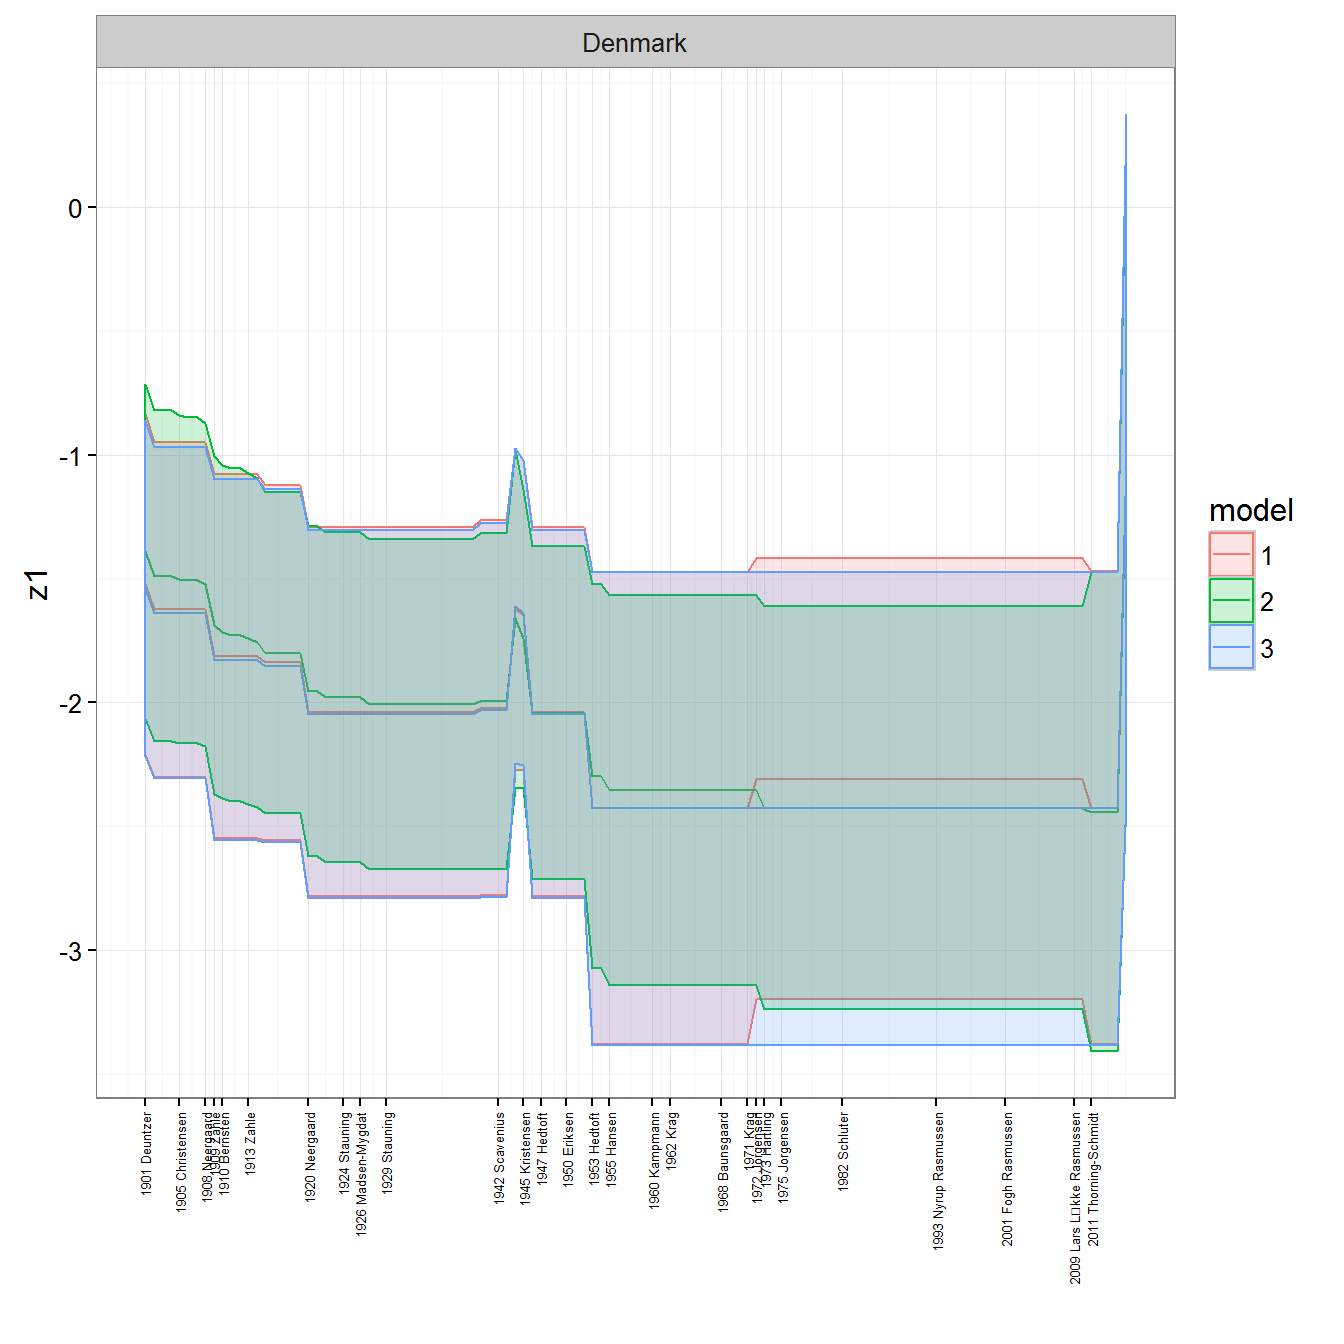 Denmark
0
-1
-2
-3
z1
model
1
2
3
1901 Deuntzer
1905 Christensen
1908 Neergaard
1909 Zahle
1910 Berntsen
1913 Zahle
1920 Neergaard
1924 Stauning
1926 Madsen-Mygdat
1929 Stauning
1942 Scavenius
1945 Kristensen
1947 Hedtoft
1950 Eriksen
1953 Hedtoft
1955 Hansen
1960 Kampmann
1962 Krag
1968 Baunsgaard
1971 Krag
1972 Jorgensen
1973 Hartling
1975 Jorgensen
1982 Schluter
1993 Nyrup Rasmussen
2001 Fogh Rasmussen
2009 Lars L□kke Rasmussen
2011 Thorning-Schmidt